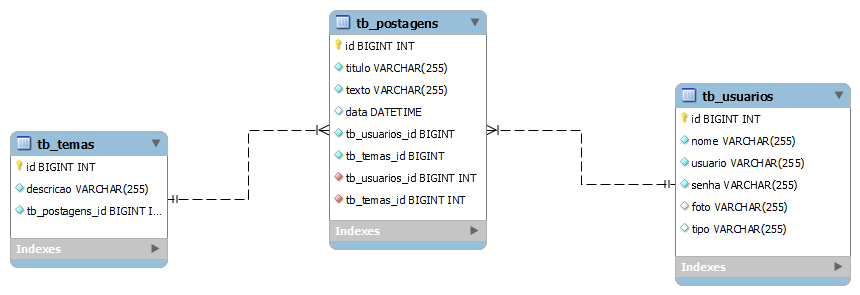 tb_temas
id BIGINT INT
descricao VARCHAR(255)
tb_postagens_id BIGINT I...
Indexes
tb_postagens
id BIGINT INT
titulo VARCHAR(255)
texto VARCHAR(255)
data DATETIME
tb_usuarios_id BIGINT
tb_temas_id BIGINT
tb_usuarios_id BIGINT INT
tb_temas_id BIGINT INT
Indexes
tb_usuarios
id BIGINT INT
nome VARCHAR(255)
usuario VARCHAR(255)
senha VARCHAR(255)
foto VARCHAR(255)
tipo VARCHAR(255)
Indexes